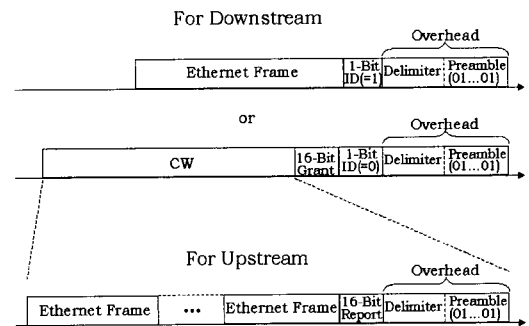 For Downstream
Overhead
Ethernet Frame 1-Bit ID(=1) Delimiter Preamble (01...01)
or
Overhead
CW 16-Bit Grant 1-Bit ID(=0) Delimiter Preamble (01...01)
For Upstream
Overhead
Ethernet Frame ... Ethernet Frame 16-Bit Report Delimiter Preamble (01...01)